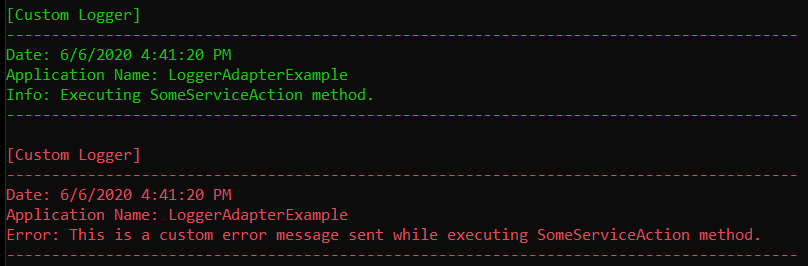 [Custom Logger]
----------------------------------------------------------------------------------------
Date: 6/6/2020 4:41:20 PM
Application Name: LoggerAdapterExample
Info: Executing SomeServiceAction method.
----------------------------------------------------------------------------------------
[Custom Logger]
----------------------------------------------------------------------------------------
Date: 6/6/2020 4:41:20 PM
Application Name: LoggerAdapterExample
Error: This is a custom error message sent while executing SomeServiceAction method.
----------------------------------------------------------------------------------------